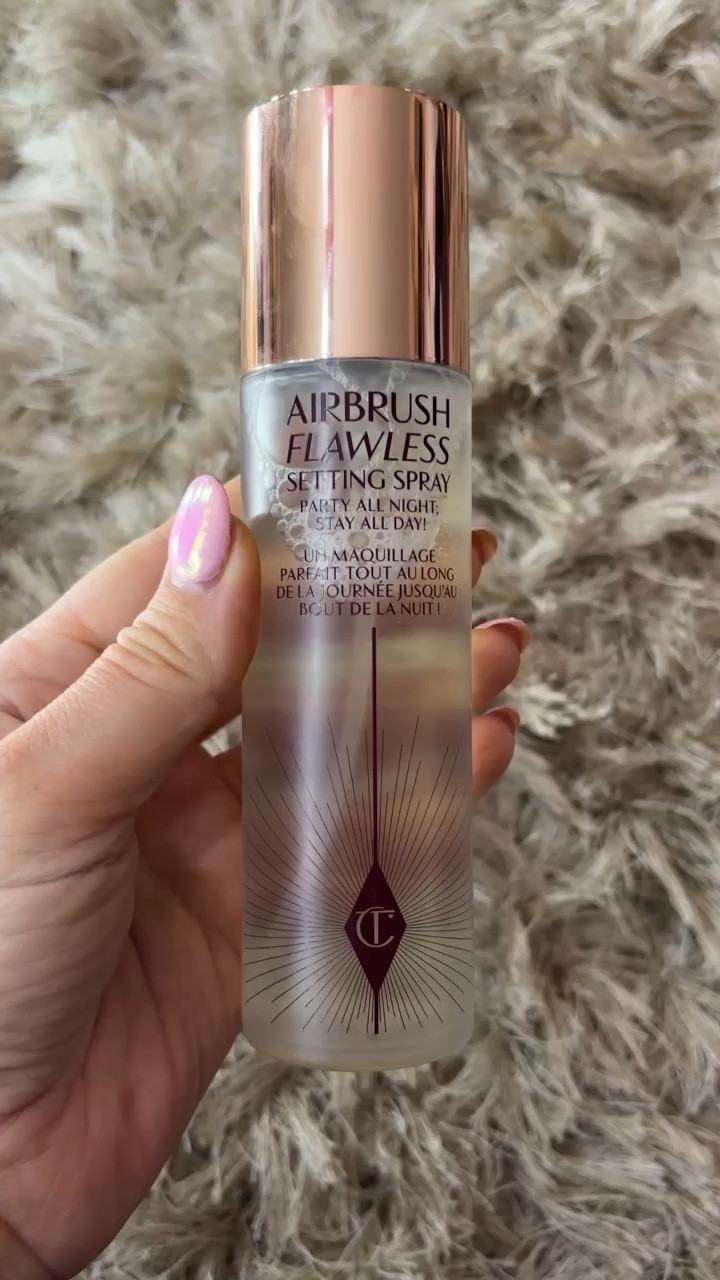 AIRBRUSH
FLAWLESS
SETTING SPRAY
PARTY ALL NIGHT;
STAY ALL DAY!
UN MAQUILLAGE
PARFAIT TOUT AU LONG
DE LA JOURNÉE JUSQU'AU
BOUT DE LA NUIT !
CT